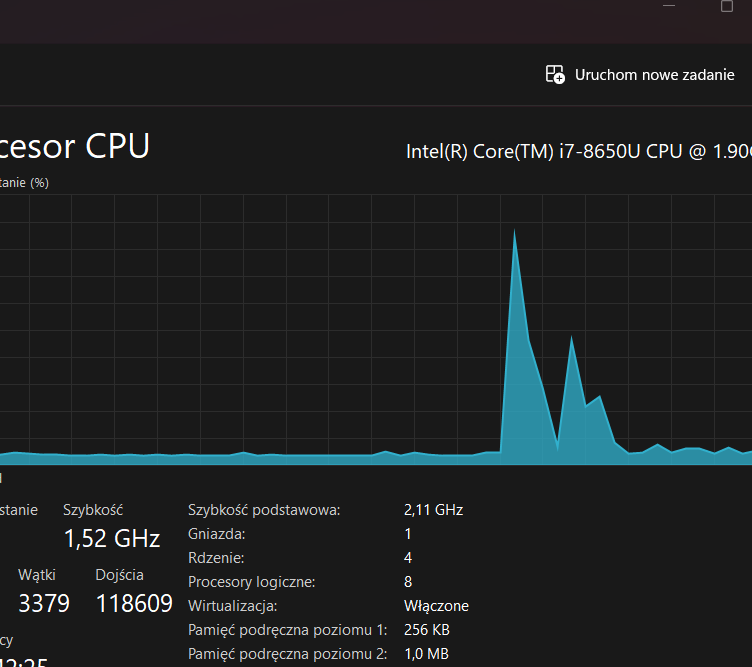 Uruchom nowe zadanie
cesor CPU
Intel(R) Core(TM) i7-8650U CPU @ 1.90
tanie (%)
stanie Szybkość
1,52 GHz
Wątki Dojścia
3379 118609
cy
12:25
Szybkość podstawowa: 2,11 GHz
Gniazda: 1
Rdzenie: 4
Procesory logiczne: 8
Wirtualizacja: Włączone
Pamięć podręczna poziomu 1: 256 KB
Pamięć podręczna poziomu 2: 1,0 MB